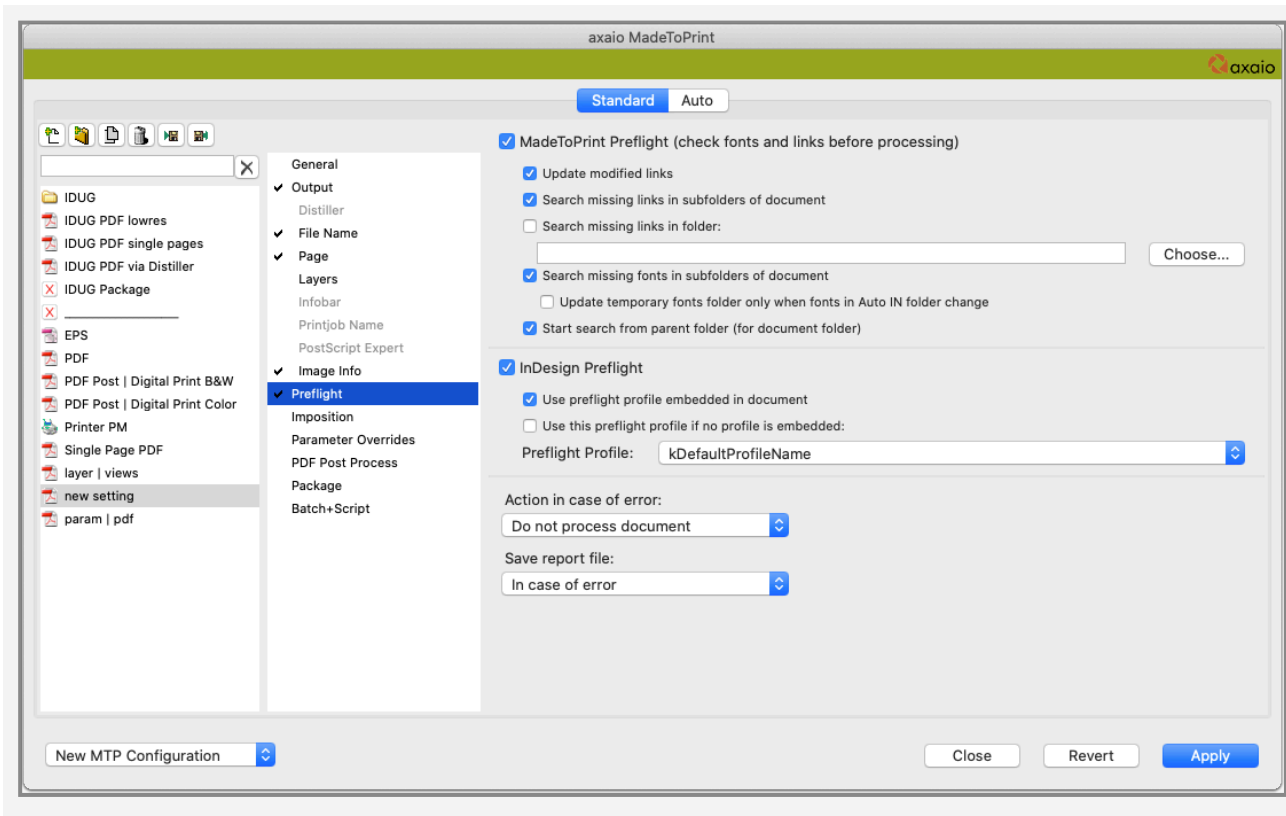 axaio MadeToPrint
axaio
Standard Auto
IDUG
IDUG PDF lowres
IDUG PDF single pages
IDUG PDF via Distiller
IDUG Package
___________________
EPS
PDF
PDF Post | Digital Print B&W
PDF Post | Digital Print Color
Printer PM
Single Page PDF
layer | views
new setting
param | pdf
General
Output
Distiller
File Name
Page
Layers
Infobar
Printjob Name
PostScript Expert
Image Info
Preflight
Imposition
Parameter Overrides
PDF Post Process
Package
Batch+Script
MadeToPrint Preflight (check fonts and links before processing)
Update modified links
Search missing links in subfolders of document
Search missing links in folder:
Choose...
Search missing fonts in subfolders of document
Update temporary fonts folder only when fonts in Auto IN folder change
Start search from parent folder (for document folder)
InDesign Preflight
Use preflight profile embedded in document
Use this preflight profile if no profile is embedded:
Preflight Profile: kDefaultProfileName
Action in case of error:
Do not process document
Save report file:
In case of error
New MTP Configuration
Close Revert Apply